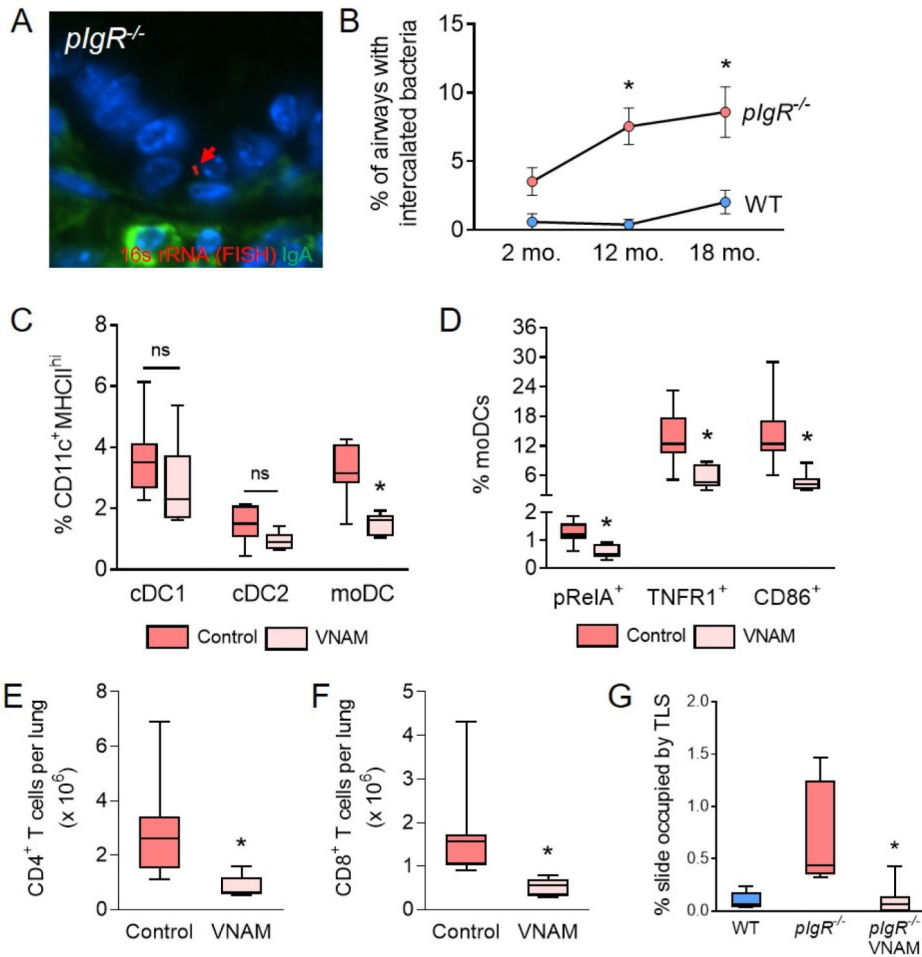 A
pIgR-/-
16s rRNA (FISH) IgA
B
% of airways with
intercalated bacteria
15
10
5
0
*
*
pIgR-/-
WT
2 mo.
12 mo.
18 mo.
C
% CD11c+MHCIIhi
8
6
4
2
0
ns
ns
*
cDC1
cDC2
moDC
Control
VNAM
D
% moDCs
36
30
24
18
12
6
2
1
0
*
*
*
pRelA+
TNFR1+
CD86+
Control
VNAM
E
CD4+ T cells per lung
(x 10^6)
8
6
4
2
0
*
Control
VNAM
F
CD8+ T cells per lung
(x 10^6)
5
4
3
2
1
0
*
Control
VNAM
G
% slide occupied by TLS
2.0
1.5
1.0
0.5
0.0
*
WT
pIgR-/-
pIgR-/-
VNAM